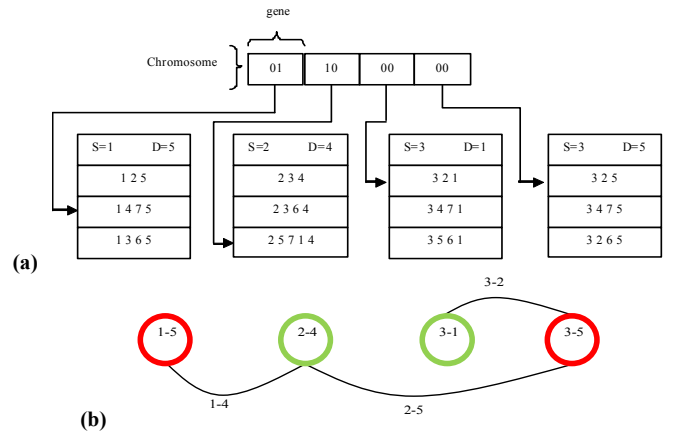 gene
Chromosome
01 10 00 00
S=1 D=5
1 2 5
1 4 7 5
1 3 6 5
S=2 D=4
2 3 4
2 3 6 4
2 5 7 1 4
S=3 D=1
3 2 1
3 4 7 1
3 5 6 1
S=3 D=5
3 2 5
3 4 7 5
3 2 6 5
(a)
3-2
1-5 2-4 3-1 3-5
1-4
2-5
(b)